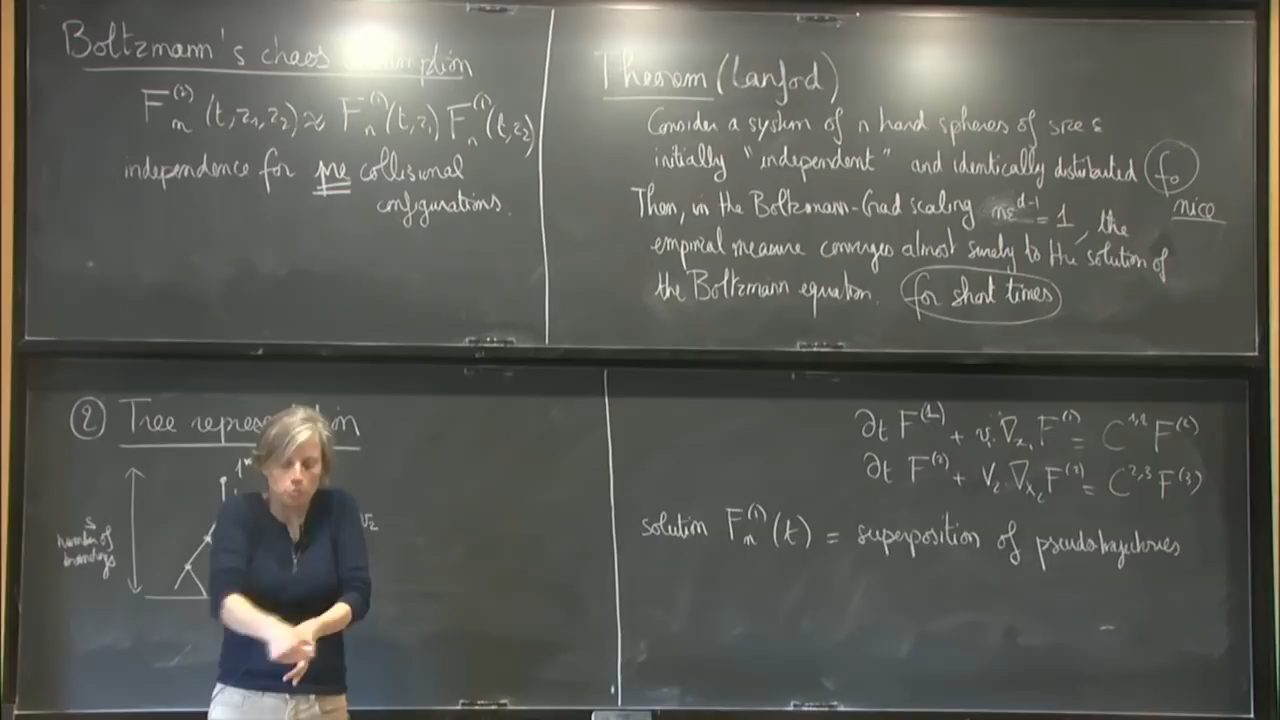 Boltzmann's chaos
F_n^{(2)}(t,z_1,z_2) ≈ F_n^{(1)}(t,z_1) F_n^{(1)}(t,z_2)
independence for pre collisional
configurations.
Theorem (Lanford)
Consider a system of n hard spheres of size ε
initially "independent" and identically distributed f_0
nice
Then, in the Boltzmann-Grad scaling nε^{d-1} = 1, the
empirical measure converges almost surely to the solution of
the Boltzmann equation. for short times
② Tree
s
number of
branchings
v_2
∂t F^{(1)} + v_1·∇_{x_1} F^{(1)} = C^{1,2} F^{(2)}
∂t F^{(2)} + V_2·∇_{X_2} F^{(2)} = C^{2,3} F^{(3)}
solution F_n^{(1)}(t) = superposition of pseudotrajectories